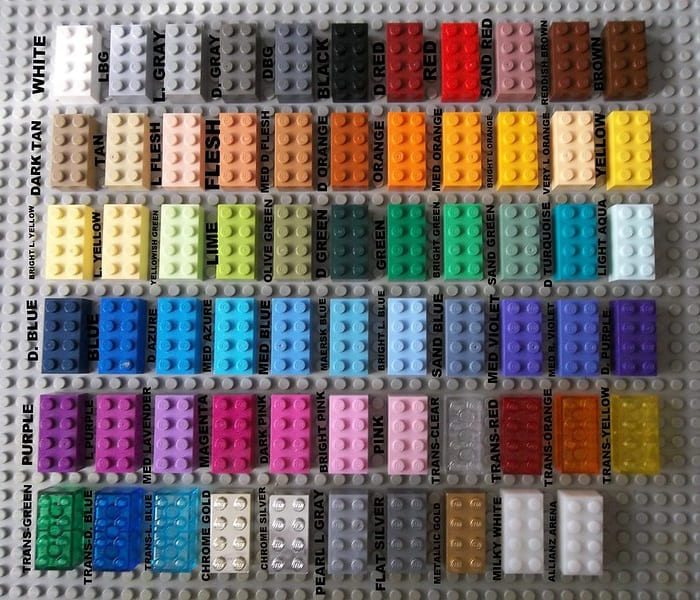 WHITE
LBG
L. GRAY
D. GRAY
DBG
BLACK
D RED
RED
SAND RED
REDDISH BROWN
BROWN
DARK TAN
TAN
L FLESH
FLESH
MED D FLESH
D ORANGE
ORANGE
MED ORANGE
BRIGHT L ORANGE
VERY L ORANGE
YELLOW
BRIGHT L. YELLOW
L. YELLOW
YELLOWISH GREEN
LIME
OLIVE GREEN
D GREEN
GREEN
BRIGHT GREEN
SAND GREEN
D TURQUOISE
LIGHT AQUA
D. BLUE
BLUE
D AZURE
MED AZURE
MED BLUE
MAERSK BLUE
BRIGHT L. BLUE
SAND BLUE
MED VIOLET
D. PURPLE
PURPLE
L PURPLE
MED LAVENDER
MAGENTA
DARK PINK
BRIGHT PINK
PINK
TRANS-CLEAR
TRANS-RED
TRANS-ORANGE
TRANS-YELLOW
TRANS-GREEN
TRANS-D. BLUE
TRANS-L. BLUE
CHROME GOLD
CHROME SILVER
PEARL L GRAY
FLAT SILVER
METALLIC GOLD
MILKY WHITE
ALLIANZ ARENA